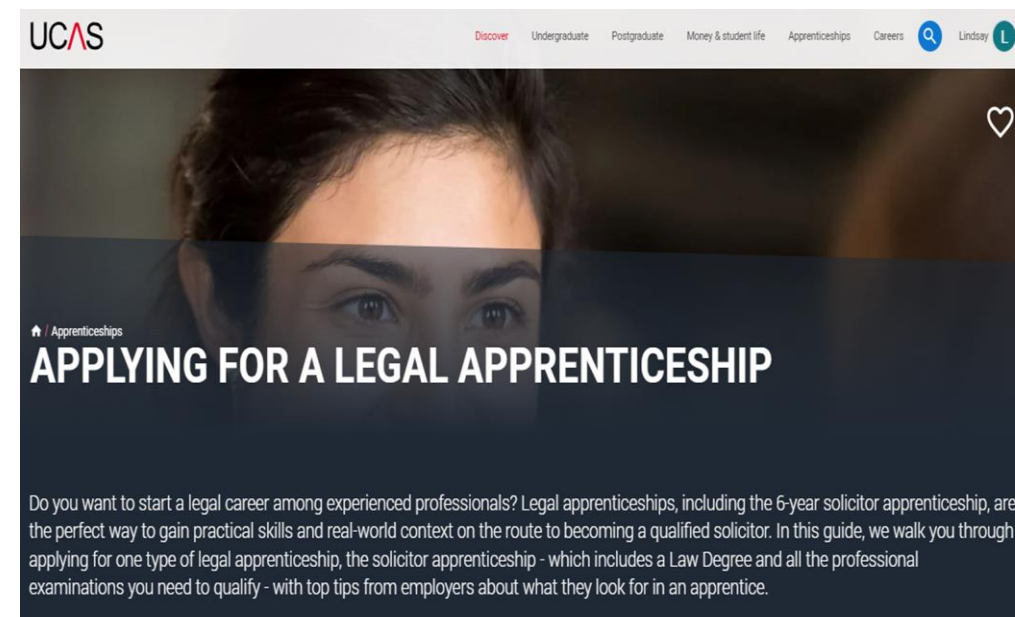 UCAS
Discover Undergraduate Postgraduate Money & student life Apprenticeships Careers Lindsay L
/ Apprenticeships
APPLYING FOR A LEGAL APPRENTICESHIP
Do you want to start a legal career among experienced professionals? Legal apprenticeships, including the 6-year solicitor apprenticeship, are
the perfect way to gain practical skills and real-world context on the route to becoming a qualified solicitor. In this guide, we walk you through
applying for one type of legal apprenticeship, the solicitor apprenticeship - which includes a Law Degree and all the professional
examinations you need to qualify - with top tips from employers about what they look for in an apprentice.